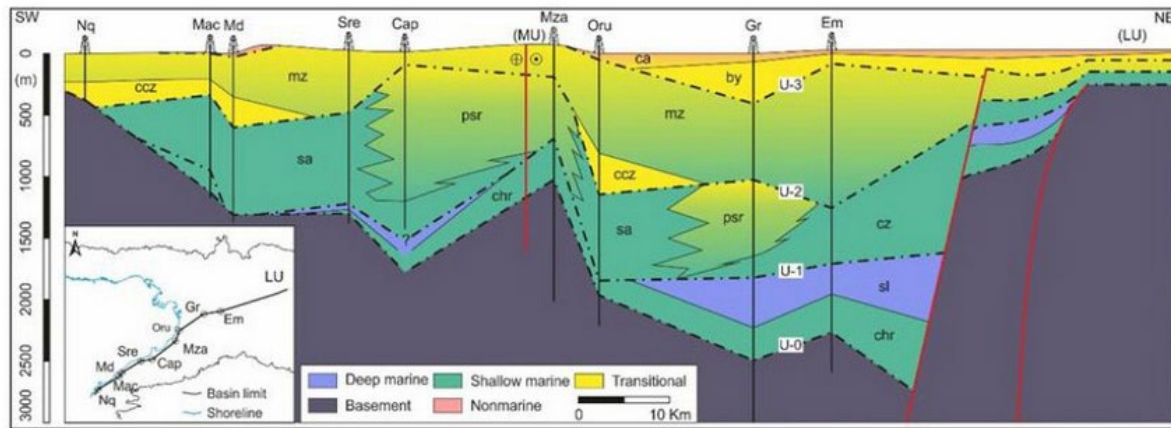 SW Nq Mac Md Sre Cap (MU) Mza Oru Gr Em NE
(LU)
0
(m)
500
1000
1500
2000
2500
3000
ccz mz sa psr chr ca by U-3
mz
ccz U-2
sa psr cz
U-1
sl
U-0 chr
N
LU
Gr
Em
Oru
Mza
Sre
Cap
Md
Mac
Nq
Basin limit
Shoreline
Deep marine Shallow marine Transitional
Basement Nonmarine 10 Km